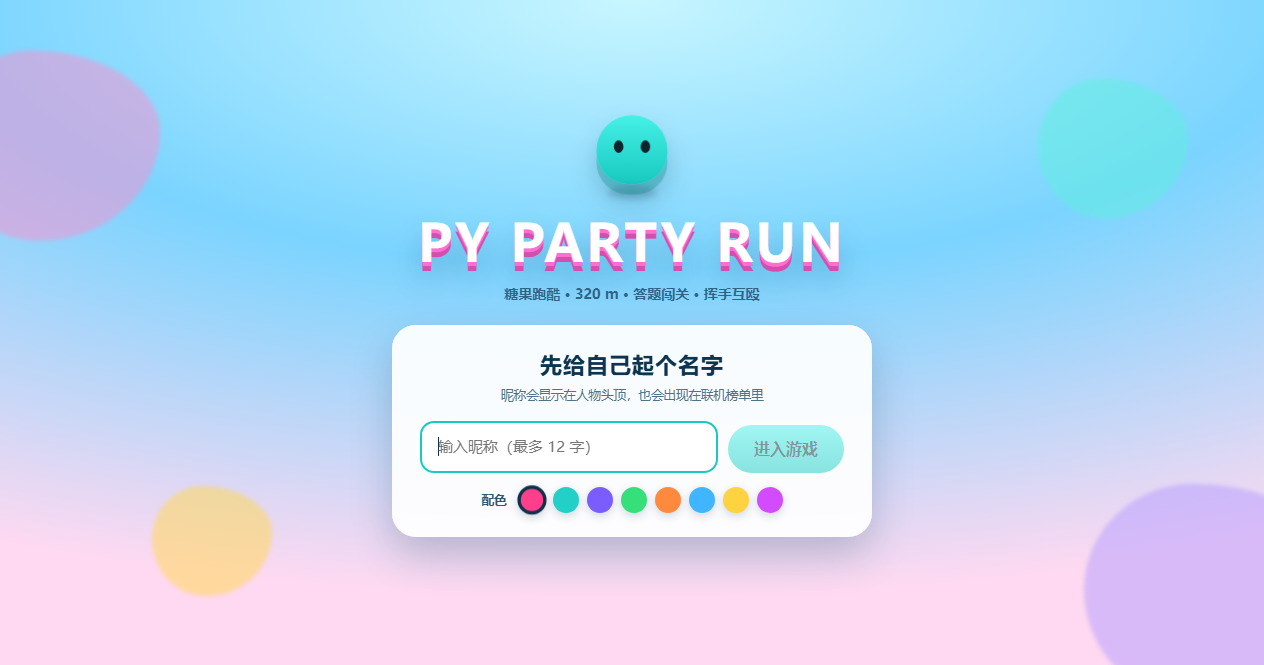 PY PARTY RUN
糖果跑酷 • 320 m • 答题闯关 • 挥手互殴
先给自己起个名字
昵称会显示在人物头顶，也会出现在联机榜单里
输入昵称（最多 12 字）
进入游戏
配色